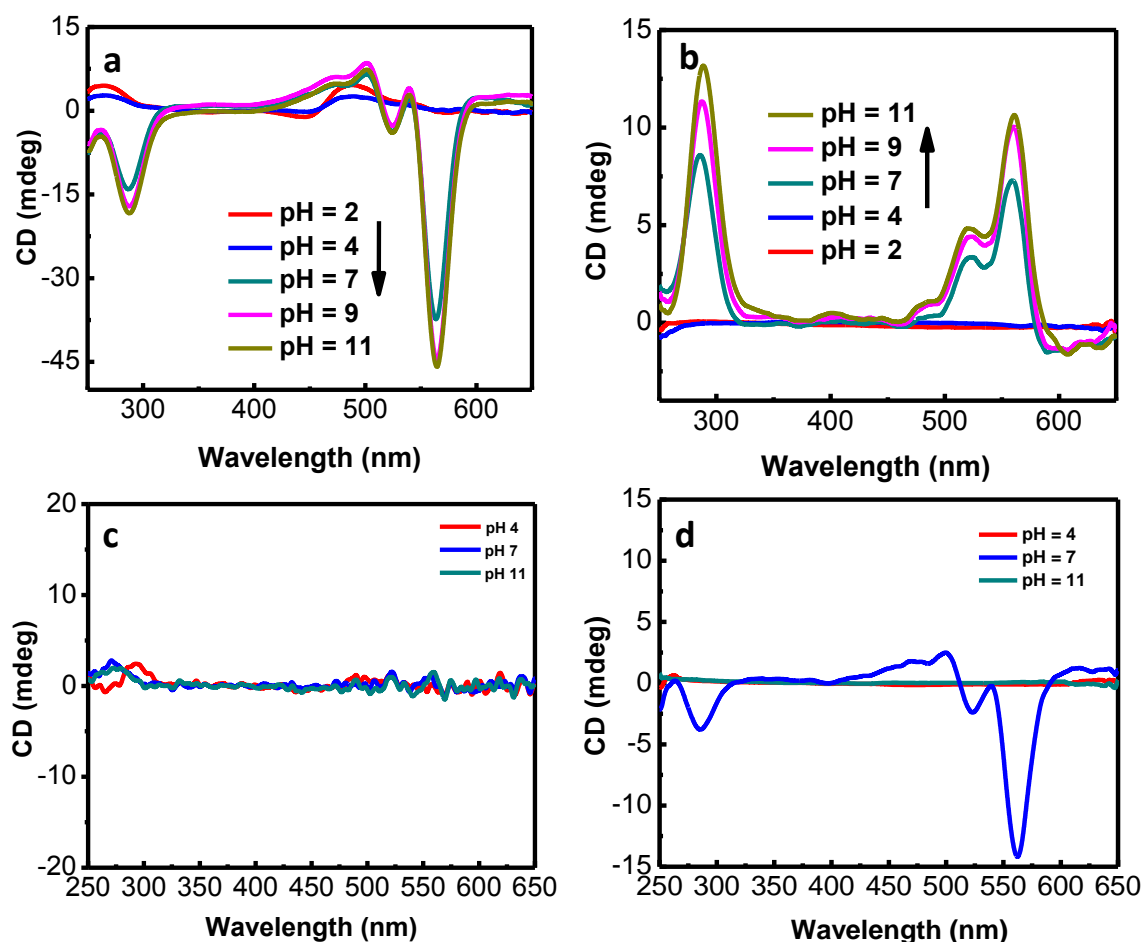 a
15
0
-15
-30
-45
CD (mdeg)
pH = 2
pH = 4
pH = 7
pH = 9
pH = 11
300 400 500 600
Wavelength (nm)
b
15
10
5
0
CD (mdeg)
pH = 11
pH = 9
pH = 7
pH = 4
pH = 2
300 400 500 600
Wavelength (nm)
c
20
10
0
-10
-20
CD (mdeg)
pH 4
pH 7
pH 11
250 300 350 400 450 500 550 600 650
Wavelength (nm)
d
15
10
5
0
-5
-10
-15
CD (mdeg)
pH = 4
pH = 7
pH = 11
250 300 350 400 450 500 550 600 650
Wavelength (nm)